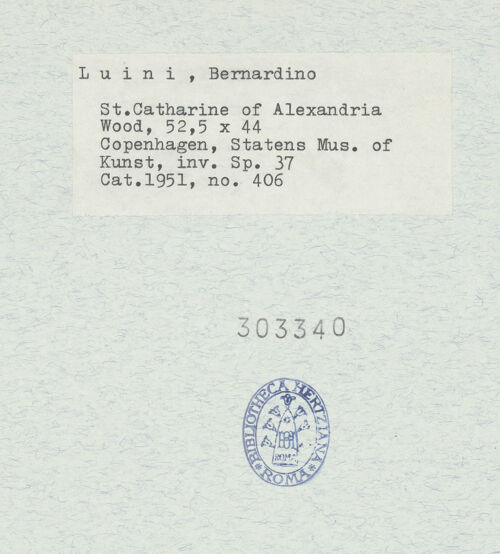 L u i n i , Bernardino
St.Catharine of Alexandria
Wood, 52,5 x 44
Copenhagen, Statens Mus. of
Kunst, inv. Sp. 37
Cat.1951, no. 406
303340
BIBLIOTHECA HERTZIANA
ROMA
* ROMA *